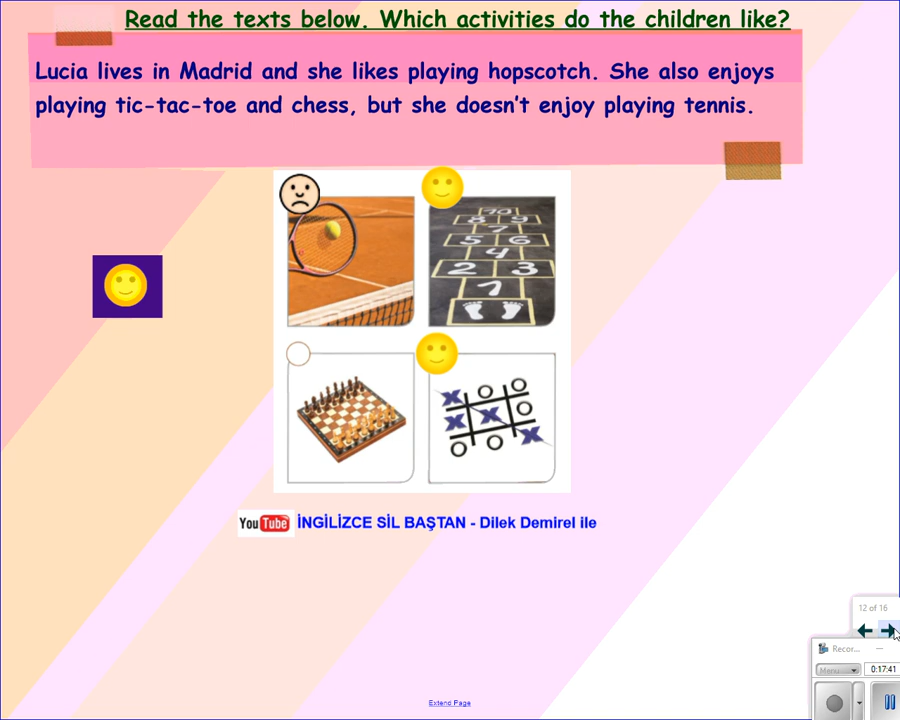 Read the texts below. Which activities do the children like?
Lucia lives in Madrid and she likes playing hopscotch. She also enjoys
playing tic-tac-toe and chess, but she doesn't enjoy playing tennis.
10
8 9
7
5 6
4
2 3
1
You Tube İNGİLİZCE SİL BAŞTAN - Dilek Demirel ile
12 of 16
Recor...
Menu 0:17:41
Extend Page